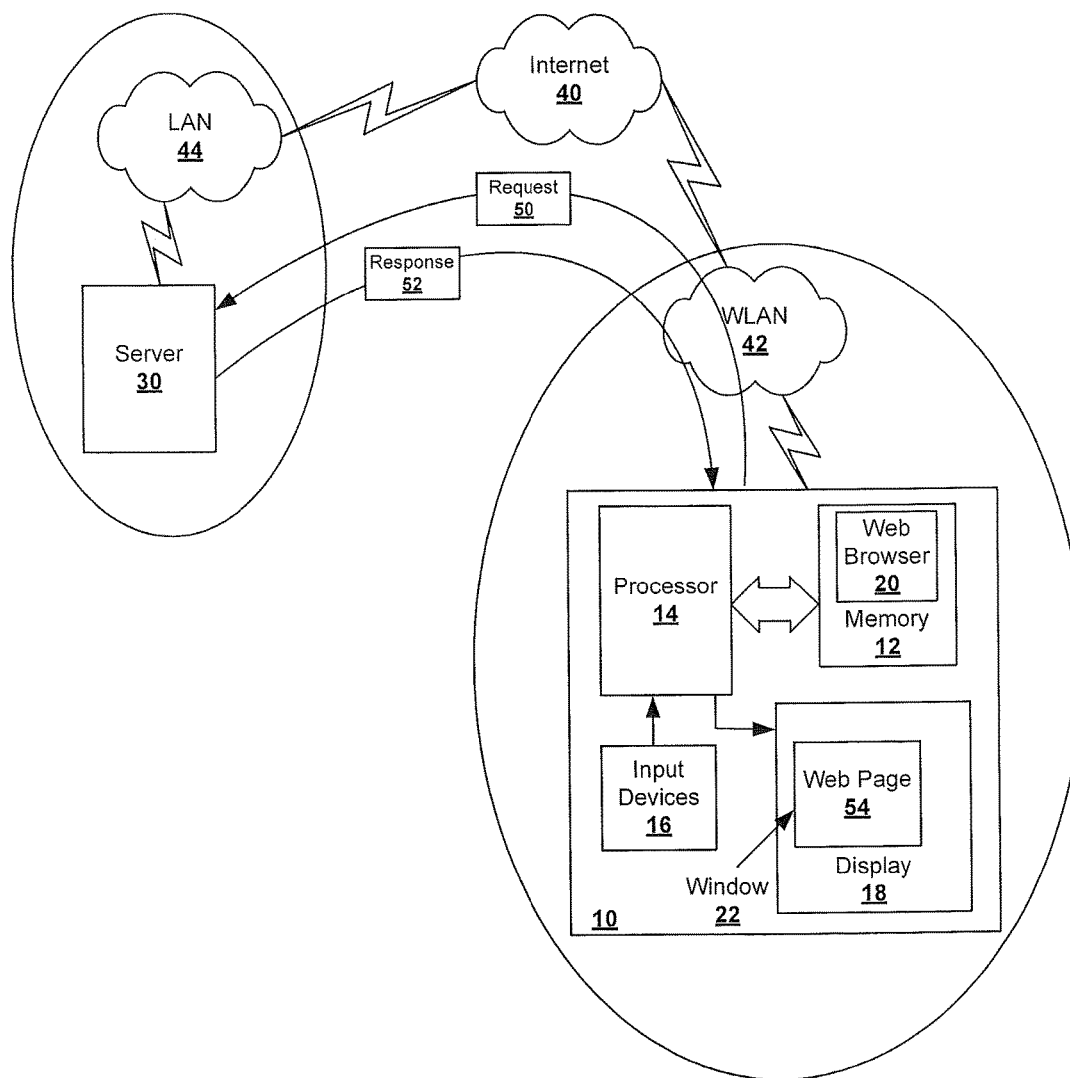 Internet
40
LAN
44
Request
50
Response
52
WLAN
42
Server
30
Web
Browser
20
Processor
14
Memory
12
Input
Devices
16
Web Page
54
Display
18
Window
22
10